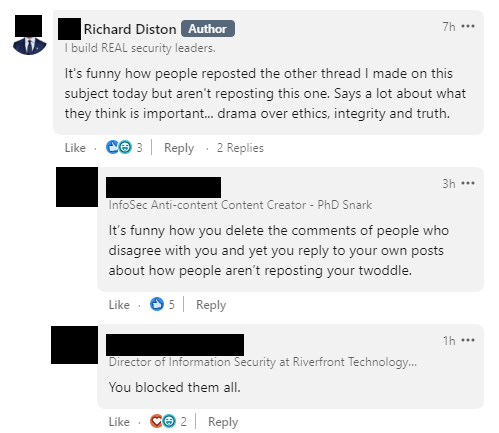 Richard Diston Author 7h •••
I build REAL security leaders.
It's funny how people reposted the other thread I made on this
subject today but aren't reposting this one. Says a lot about what
they think is important... drama over ethics, integrity and truth.
Like · 3 | Reply · 2 Replies
3h •••
InfoSec Anti-content Content Creator - PhD Snark
It's funny how you delete the comments of people who
disagree with you and yet you reply to your own posts
about how people aren't reposting your twoddle.
Like · 5 | Reply
1h •••
Director of Information Security at Riverfront Technology...
You blocked them all.
Like · 2 | Reply